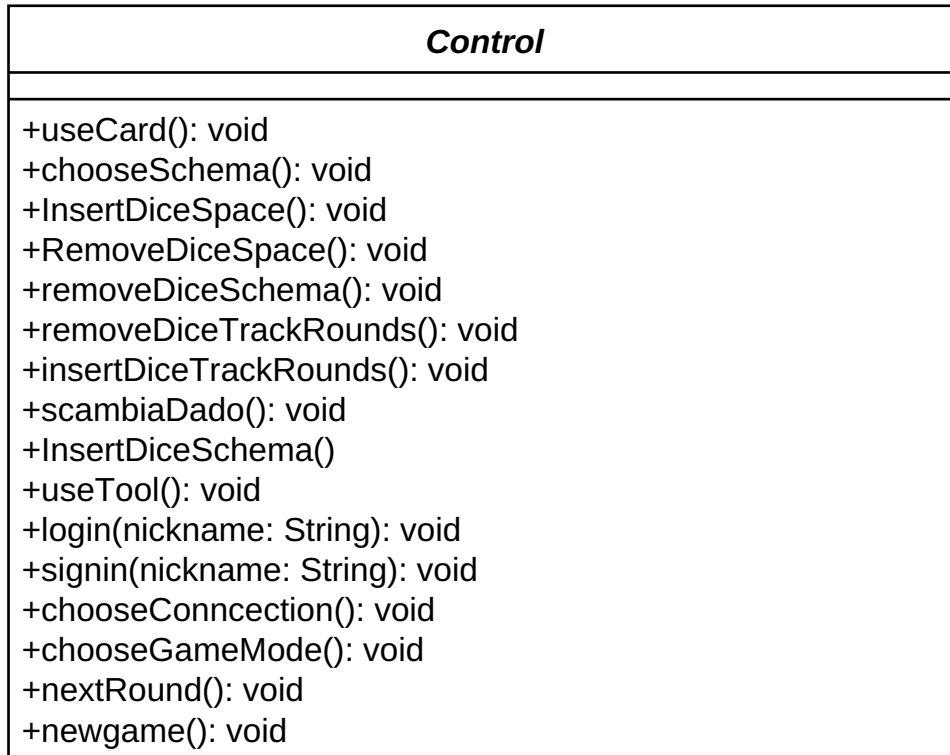 Control
+useCard(): void
+chooseSchema(): void
+InsertDiceSpace(): void
+RemoveDiceSpace(): void
+removeDiceSchema(): void
+removeDiceTrackRounds(): void
+insertDiceTrackRounds(): void
+scambiaDado(): void
+InsertDiceSchema()
+useTool(): void
+login(nickname: String): void
+signin(nickname: String): void
+chooseConncection(): void
+chooseGameMode(): void
+nextRound(): void
+newgame(): void